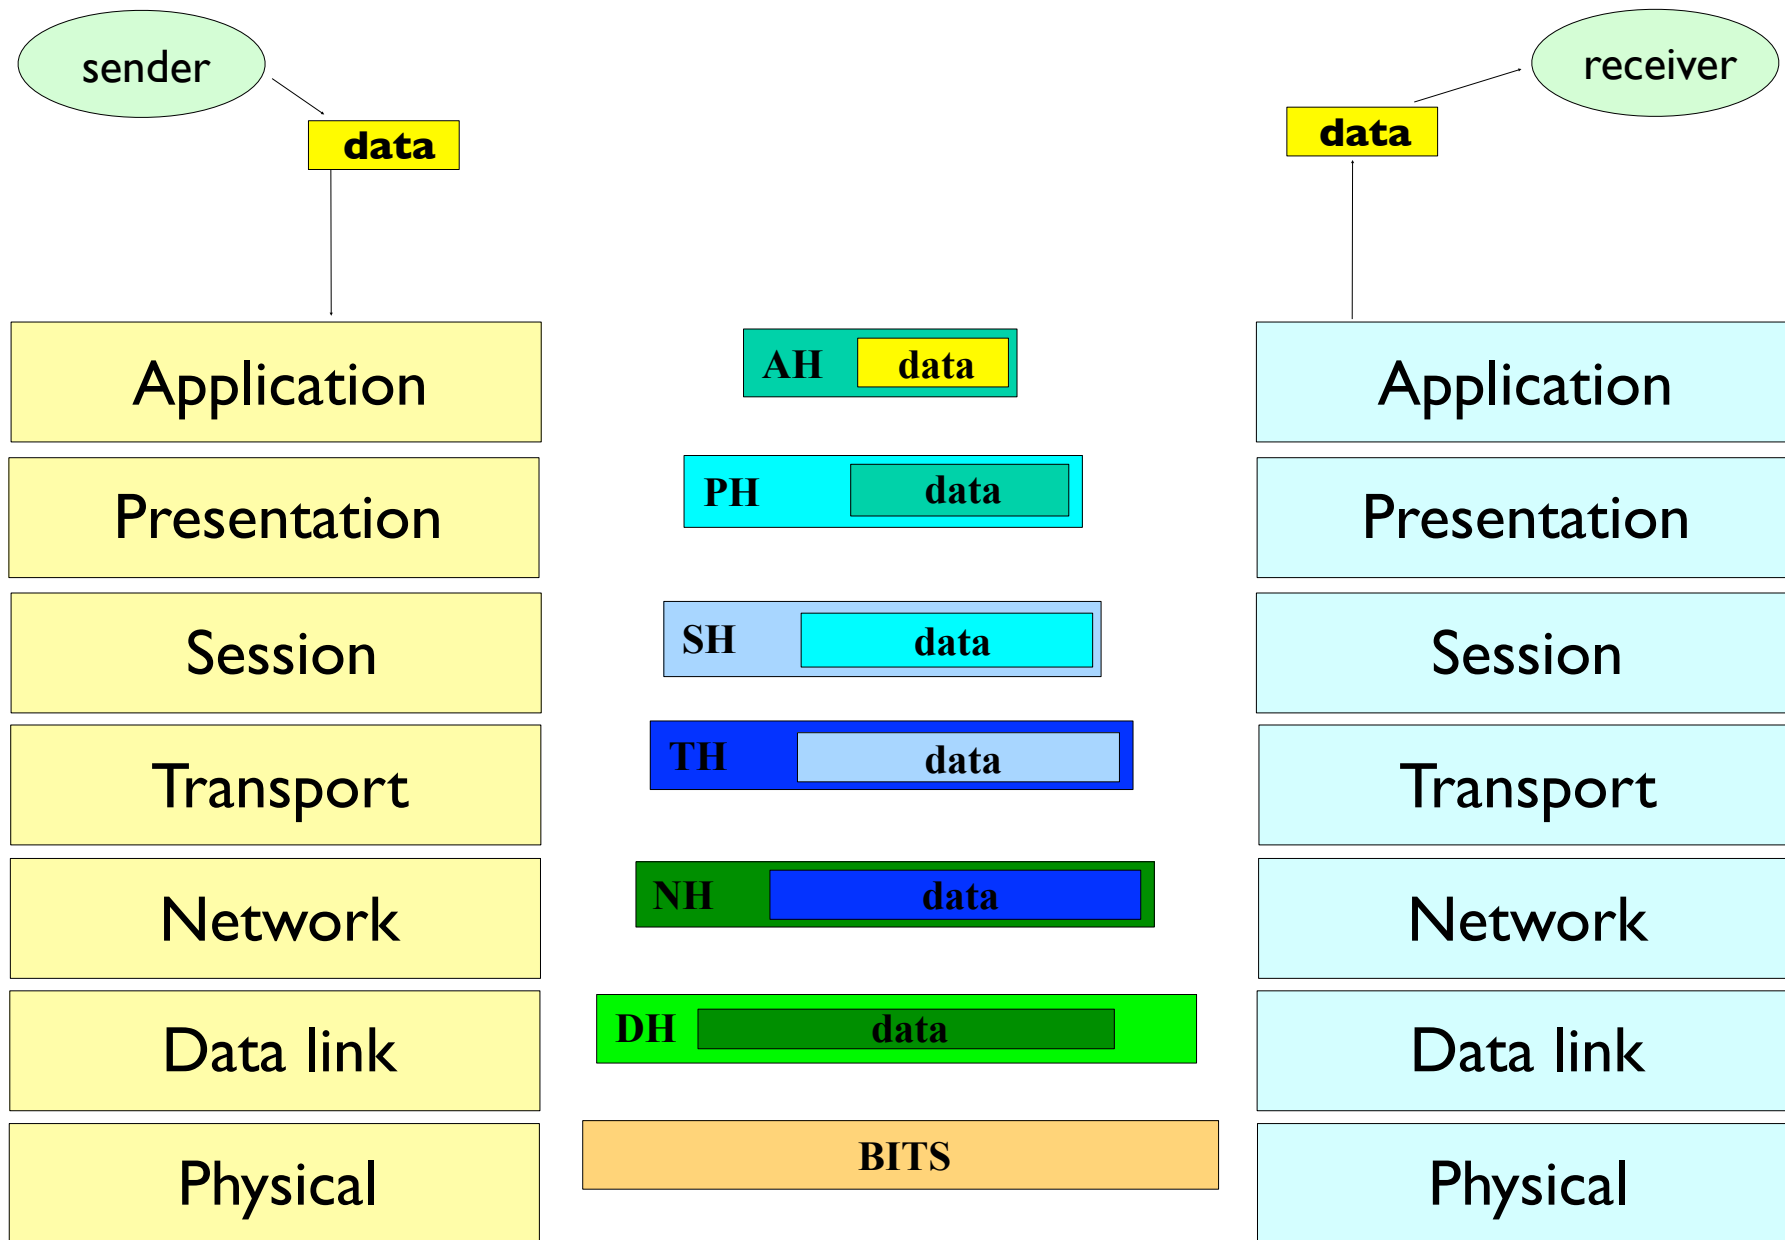 sender
receiver
data
data
Application
AH data
Application
Presentation
PH data
Presentation
Session
SH data
Session
Transport
TH data
Transport
Network
NH data
Network
Data link
DH data
Data link
Physical
BITS
Physical